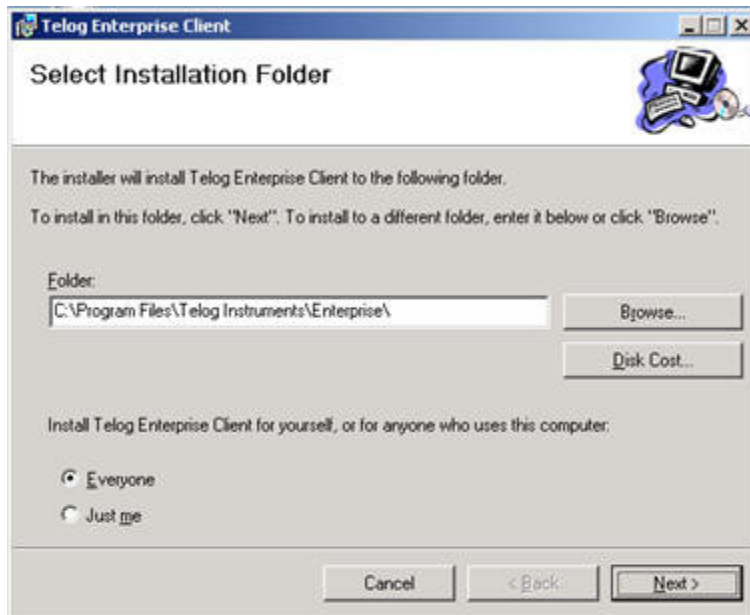 Telog Enterprise Client
Select Installation Folder
The installer will install Telog Enterprise Client to the following folder.
To install in this folder, click "Next". To install to a different folder, enter it below or click "Browse".
Folder:
C:\Program Files\Telog Instruments\Enterprise\
Browse...
Disk Cost...
Install Telog Enterprise Client for yourself, or for anyone who uses this computer:
Everyone
Just me
Cancel
< Back
Next >